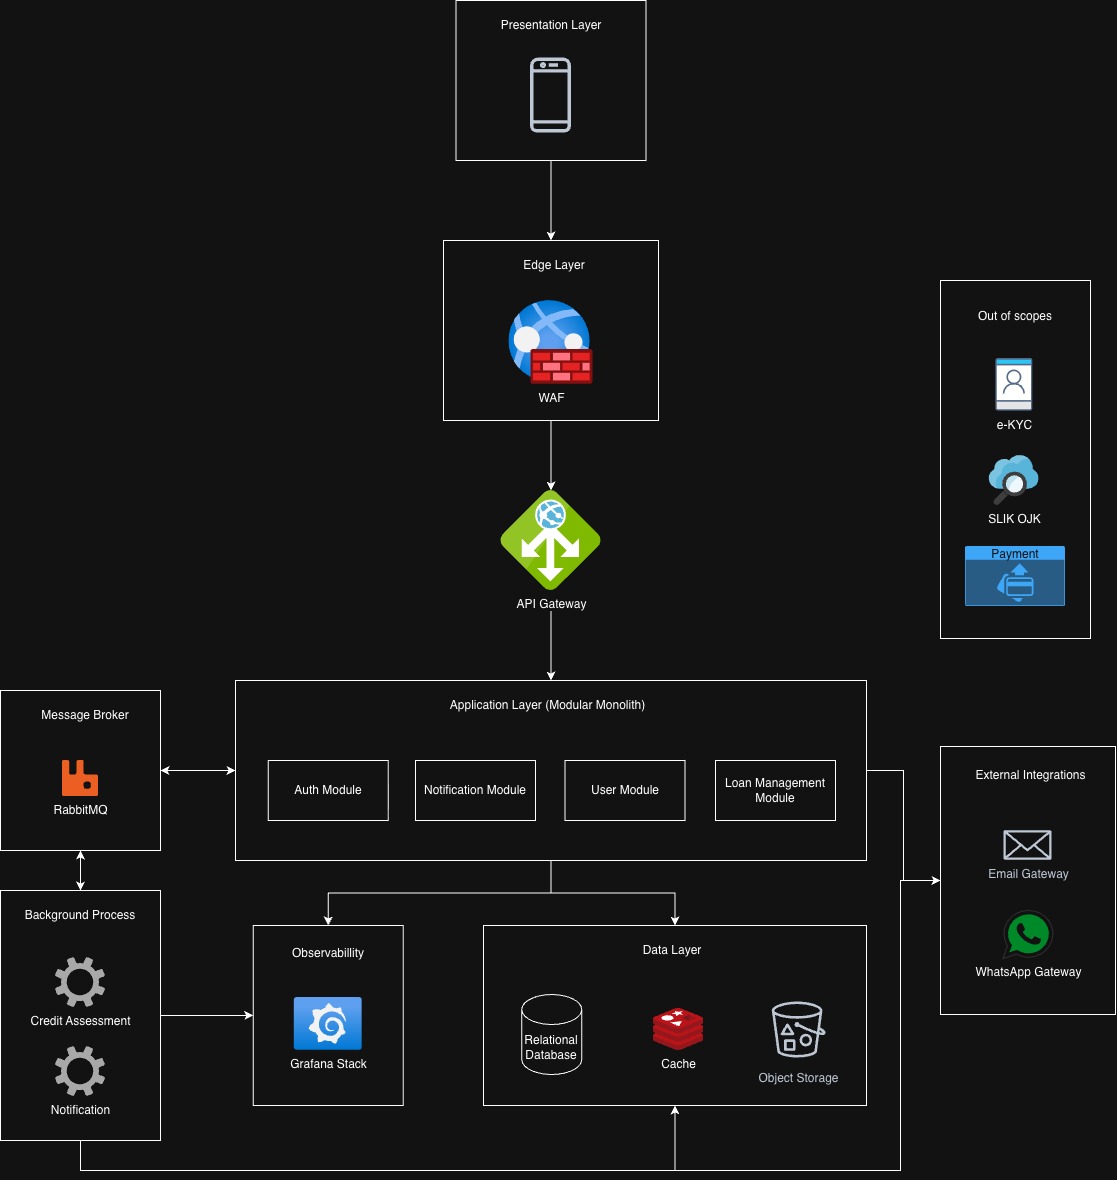 Presentation Layer
Edge Layer
WAF
Out of scopes
e-KYC
SLIK OJK
Payment
API Gateway
Message Broker
RabbitMQ
Application Layer (Modular Monolith)
Auth Module
Notification Module
User Module
Loan Management
Module
External Integrations
Email Gateway
WhatsApp Gateway
Background Process
Credit Assessment
Notification
Observabillity
Grafana Stack
Data Layer
Relational
Database
Cache
Object Storage